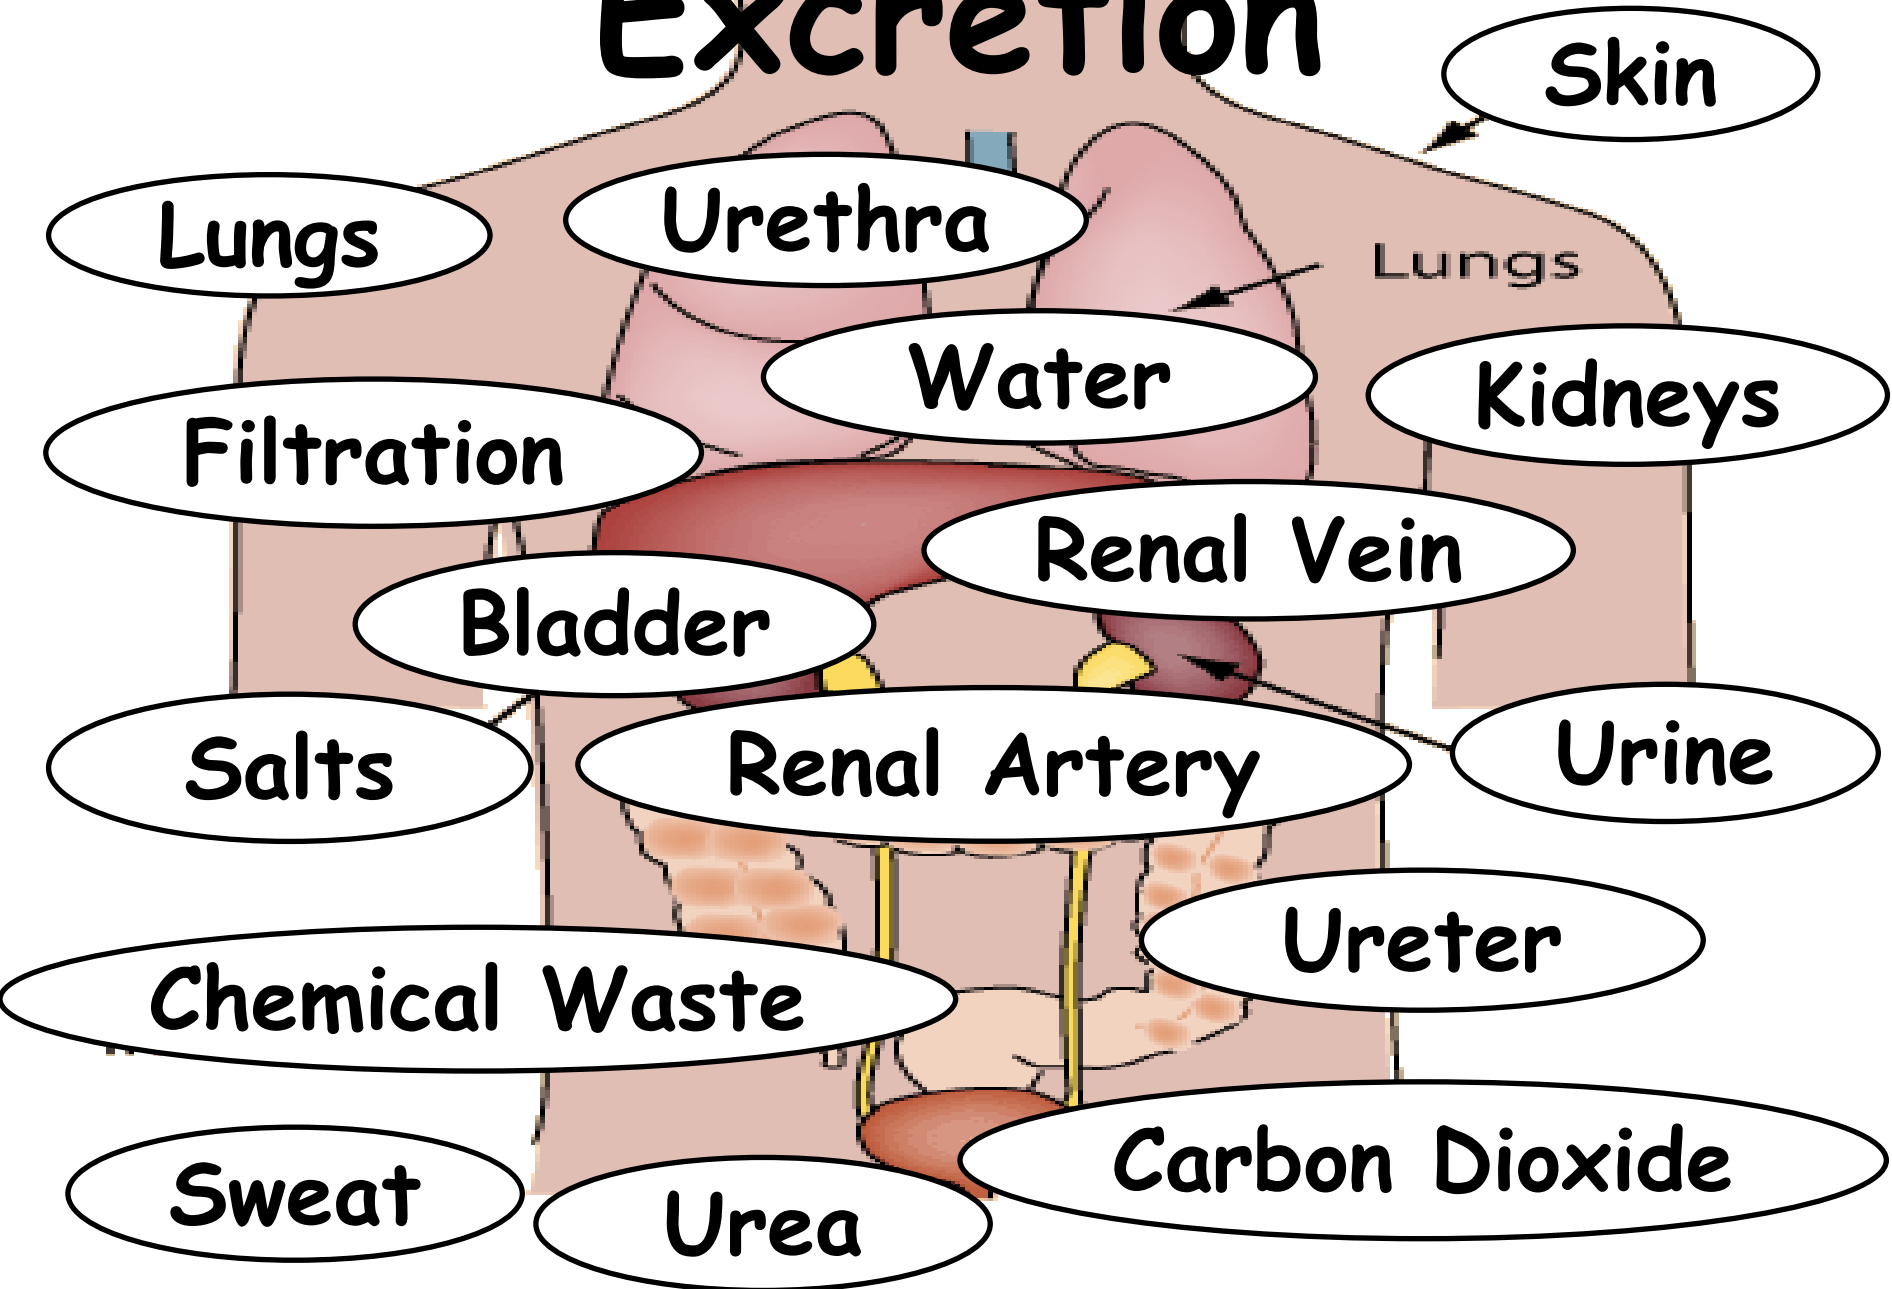 Excretion
Skin
Lungs
Urethra
Lungs
Water
Kidneys
Filtration
Renal Vein
Bladder
Salts
Renal Artery
Urine
Ureter
Chemical Waste
Carbon Dioxide
Sweat
Urea